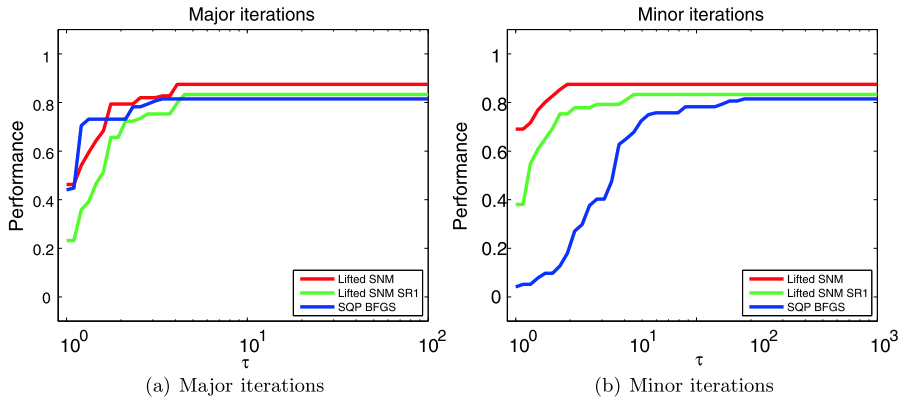 Major iterations
Performance
1
0.8
0.6
0.4
0.2
0
Lifted SNM
Lifted SNM SR1
SQP BFGS
10^0
10^1
10^2
τ
(a) Major iterations
Minor iterations
Performance
1
0.8
0.6
0.4
0.2
0
Lifted SNM
Lifted SNM SR1
SQP BFGS
10^0
10^1
10^2
10^3
τ
(b) Minor iterations